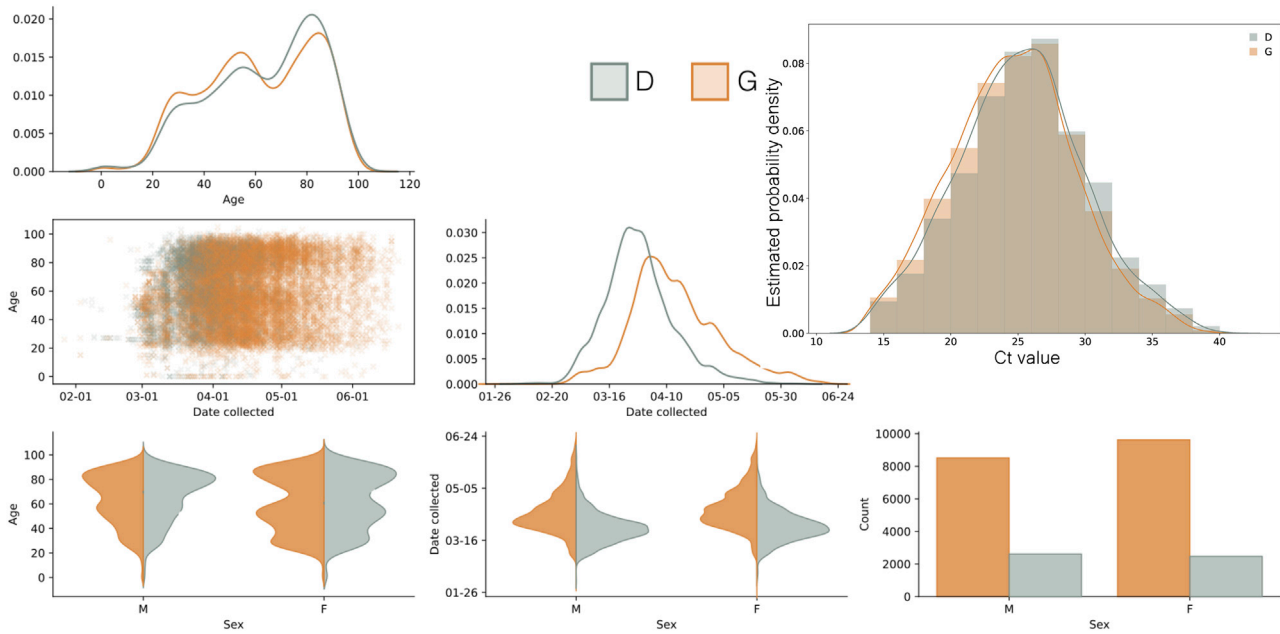 0.020
0.015
0.010
0.005
0.000
0 20 40 60 80 100 120
Age
D G
Estimated probability density
0.08
0.06
0.04
0.02
0.00
10 15 20 25 30 35 40
Ct value
D
G
Age
100
80
60
40
20
0
02-01 03-01 04-01 05-01 06-01
Date collected
0.030
0.025
0.020
0.015
0.010
0.005
0.000
01-26 02-20 03-16 04-10 05-05 05-30 06-24
Date collected
Age
100
80
60
40
20
0
M F
Sex
Date collected
06-24
05-05
03-16
01-26
M F
Sex
Count
10000
8000
6000
4000
2000
0
M F
Sex